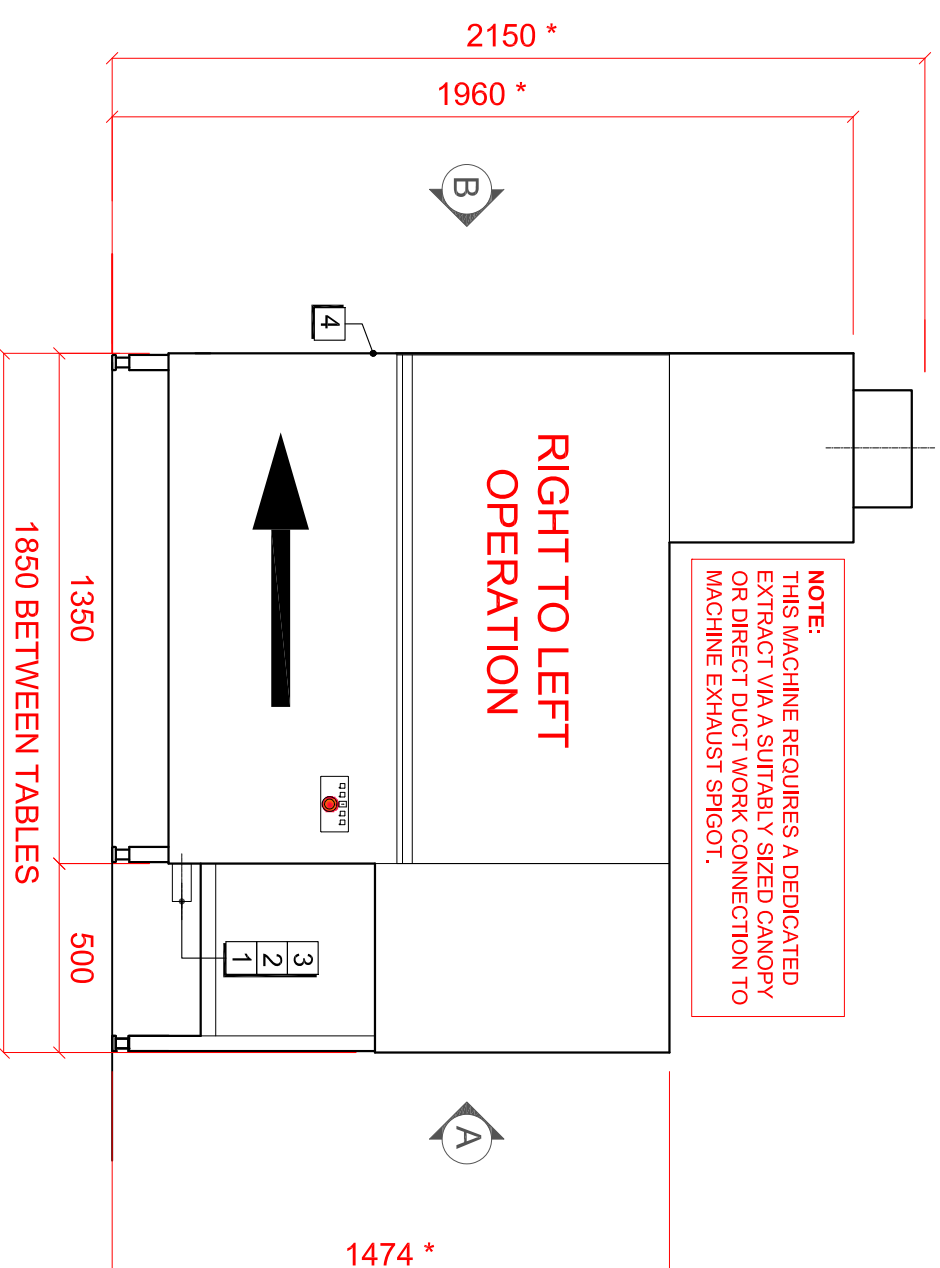 2150 *
1960 *
B
4
RIGHT TO LEFT
OPERATION
NOTE:
THIS MACHINE REQUIRES A DEDICATED
EXTRACT VIA A SUITABLY SIZED CANOPY
OR DIRECT DUCT WORK CONNECTION TO
MACHINE EXHAUST SPIGOT.
3
2
1
A
1474 *
1350
500
1850 BETWEEN TABLES